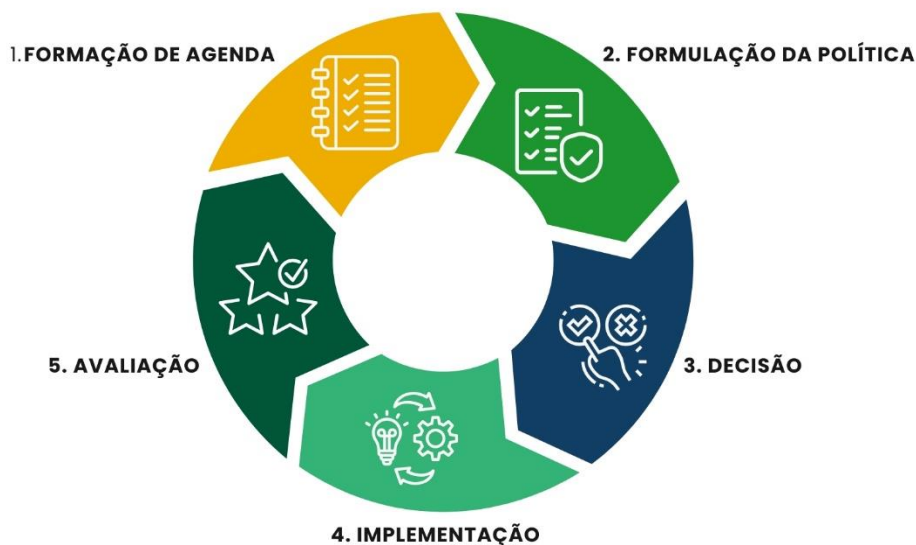 1.FORMAÇÃO DE AGENDA
2. FORMULAÇÃO DA POLÍTICA
3. DECISÃO
4. IMPLEMENTAÇÃO
5. AVALIAÇÃO